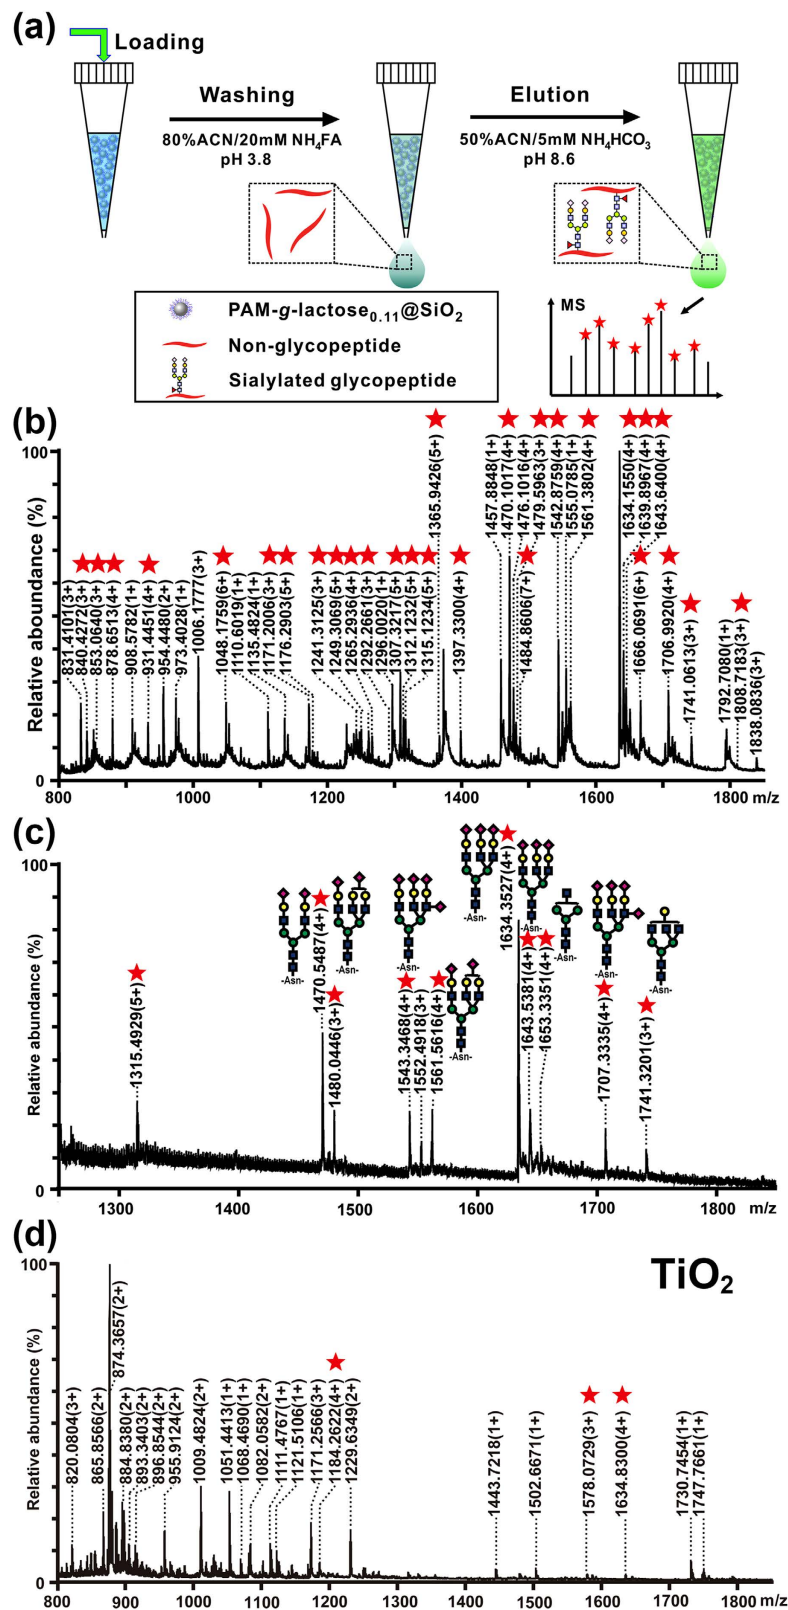 (a)
Loading
Washing
80%ACN/20mM NH₄FA
pH 3.8
Elution
50%ACN/5mM NH₄HCO₃
pH 8.6
PAM-g-lactose₀.₁₁@SiO₂
Non-glycopeptide
Sialylated glycopeptide
MS
(b)
Relative aboundance (%)
100
0
831.4101(3+)
840.4272(3+)
853.0640(3+)
878.6513(4+)
908.5782(1+)
931.4451(4+)
954.4480(2+)
973.4028(1+)
1006.1777(3+)
1048.1759(6+)
1110.6019(1+)
1135.4824(1+)
1171.2006(3+)
1176.2903(5+)
1241.3125(3+)
1249.3069(5+)
1265.2936(4+)
1292.2661(3+)
1296.0020(1+)
1307.3217(5+)
1312.1232(5+)
1315.1234(5+)
1365.9426(5+)
1397.3300(4+)
1457.8848(1+)
1470.1017(4+)
1476.1016(4+)
1479.5963(3+)
1484.8606(7+)
1542.8759(4+)
1555.0785(1+)
1561.3802(4+)
1634.1550(4+)
1639.8967(4+)
1643.6400(4+)
1666.0691(6+)
1706.9920(4+)
1741.0613(3+)
1792.7080(1+)
1808.7183(3+)
1838.0836(3+)
800 1000 1200 1400 1600 1800 m/z
(c)
Relative abundance (%)
100
0
1315.4929(5+)
1470.5487(4+)
1480.0446(3+)
1543.3468(4+)
1552.4918(3+)
1561.5616(4+)
1634.3527(4+)
1643.5381(4+)
1653.3351(4+)
1707.3335(4+)
1741.3201(3+)
-Asn-
-Asn-
-Asn-
-Asn-
-Asn-
-Asn-
-Asn-
-Asn-
-Asn-
1300 1400 1500 1600 1700 1800 m/z
(d)
TiO₂
Relative abundance (%)
100
0
820.0804(3+)
865.8566(2+)
874.3657(2+)
884.8380(2+)
893.3403(2+)
896.8544(2+)
955.9124(2+)
1009.4824(2+)
1051.4413(1+)
1068.4690(1+)
1082.0582(2+)
1111.4767(1+)
1121.5106(1+)
1171.2566(3+)
1184.2622(4+)
1229.6349(2+)
1443.7218(1+)
1502.6671(1+)
1578.0729(3+)
1634.8300(4+)
1730.7454(1+)
1747.7661(1+)
800 900 1000 1100 1200 1300 1400 1500 1600 1700 1800 m/z